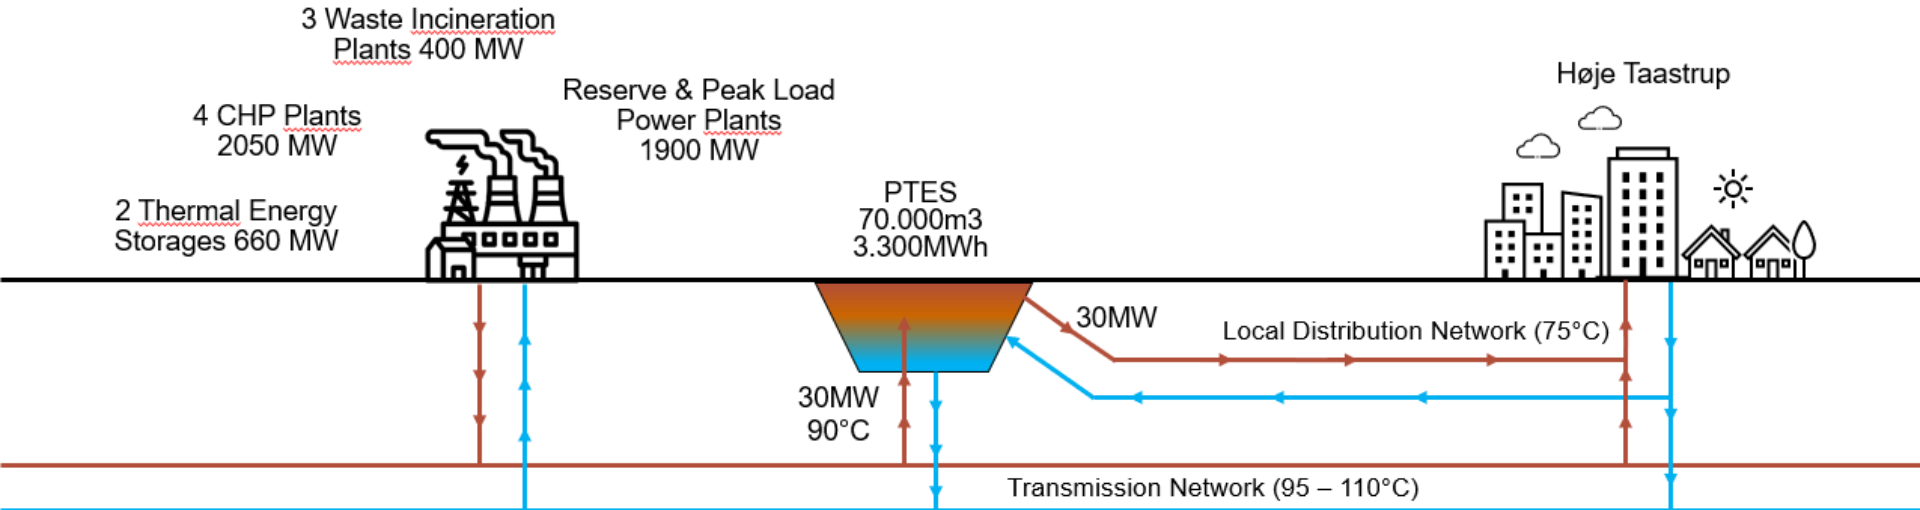 3 Waste Incineration
Plants 400 MW
Reserve & Peak Load
Power Plants
1900 MW
4 CHP Plants
2050 MW
2 Thermal Energy
Storages 660 MW
PTES
70.000m3
3.300MWh
Høje Taastrup
30MW
Local Distribution Network (75°C)
30MW
90°C
Transmission Network (95 – 110°C)